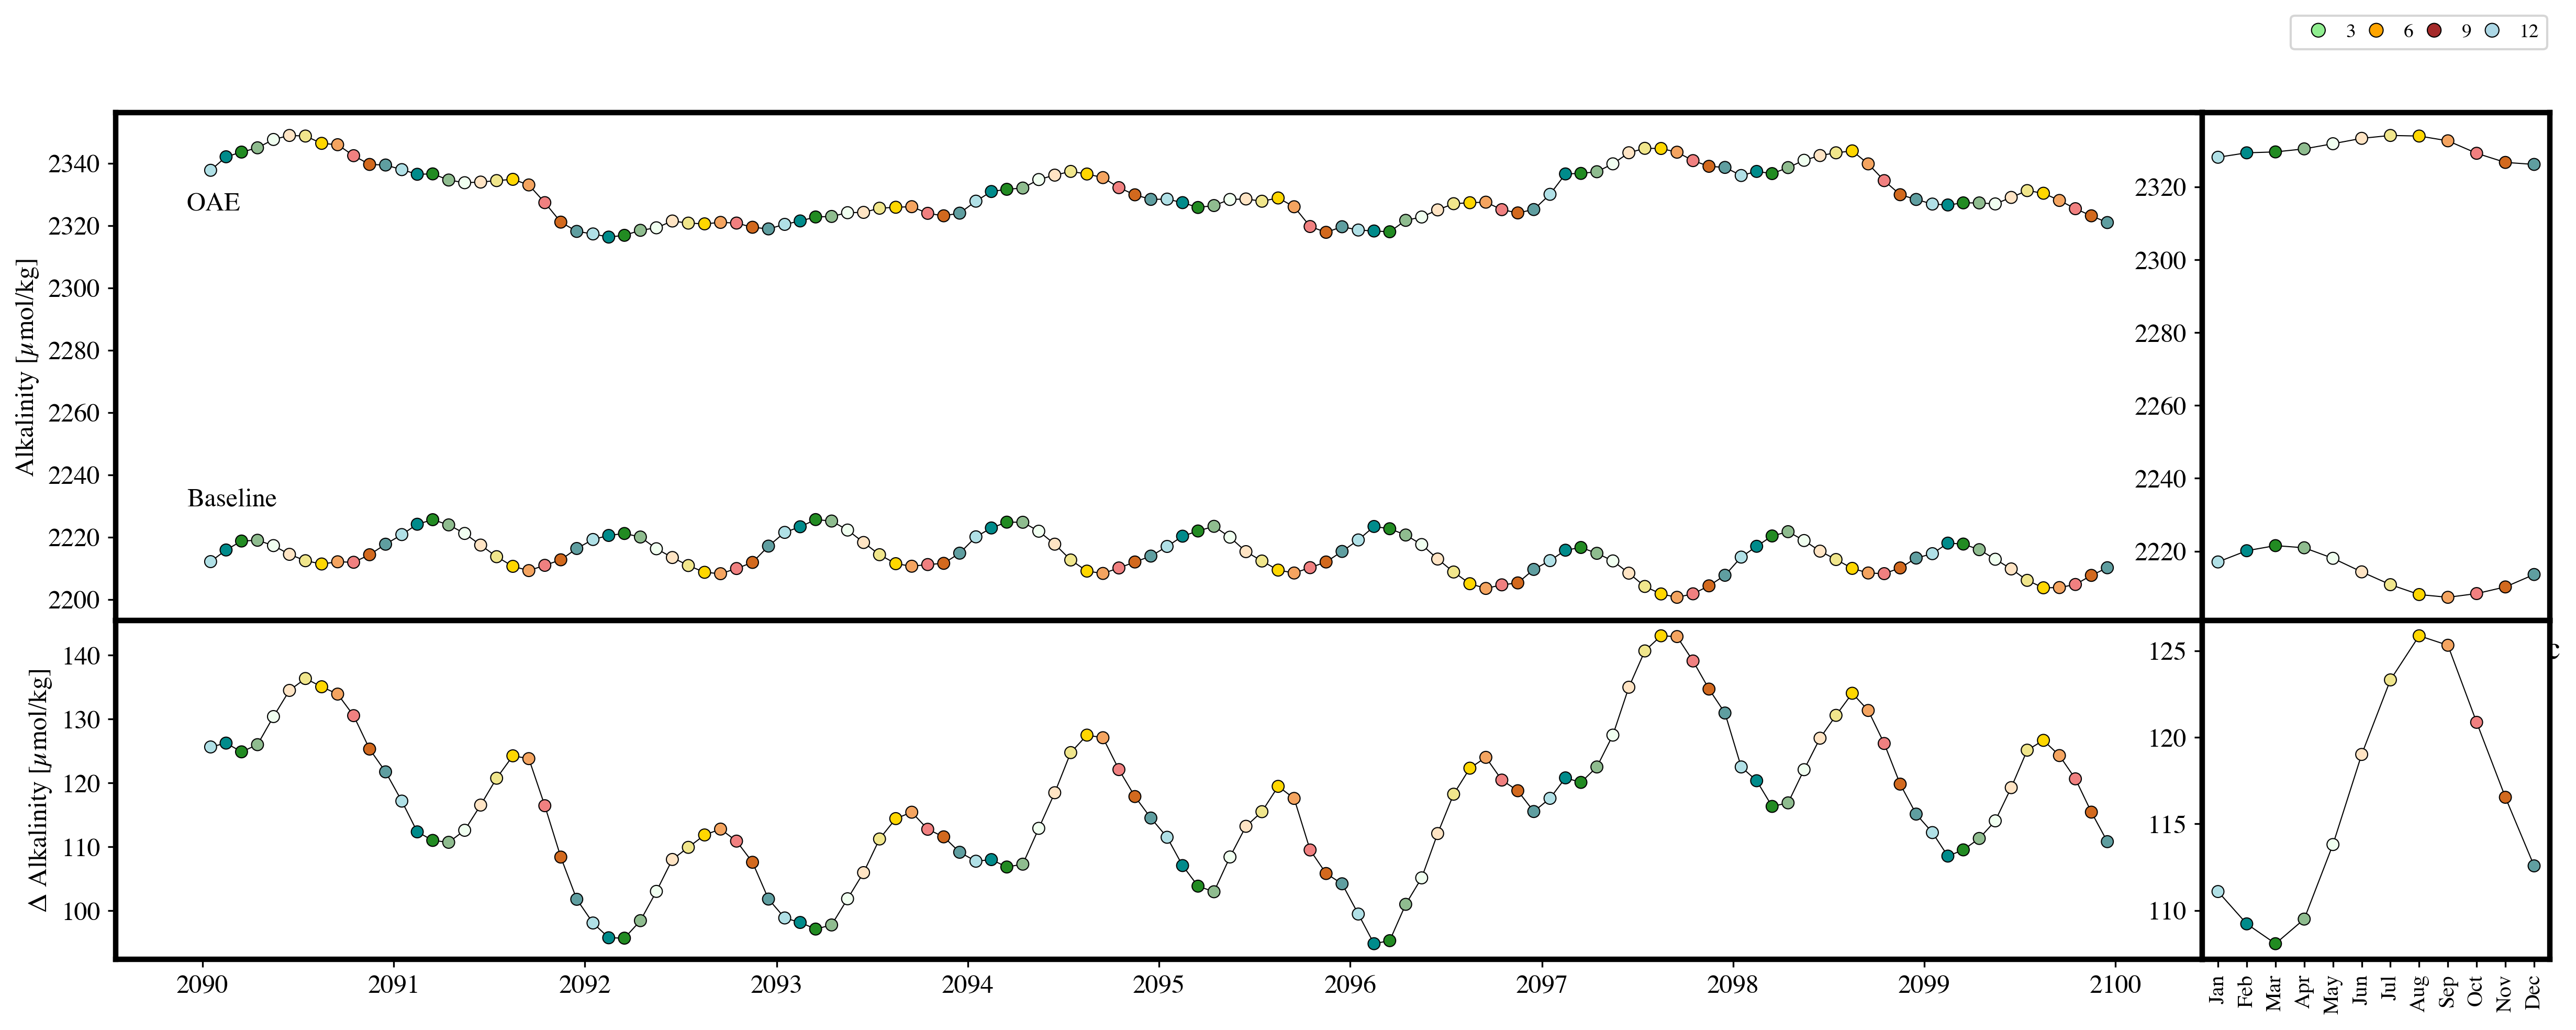 3 6 9 12
Alkalinity [µmol/kg]
2340
2320
2300
2280
2260
2240
2220
2200
OAE
Baseline
2320
2300
2280
2260
2240
2220
Δ Alkalinity [µmol/kg]
140
130
120
110
100
125
120
115
110
c
2090 2091 2092 2093 2094 2095 2096 2097 2098 2099 2100
Jan Feb Mar Apr May Jun Jul Aug Sep Oct Nov Dec